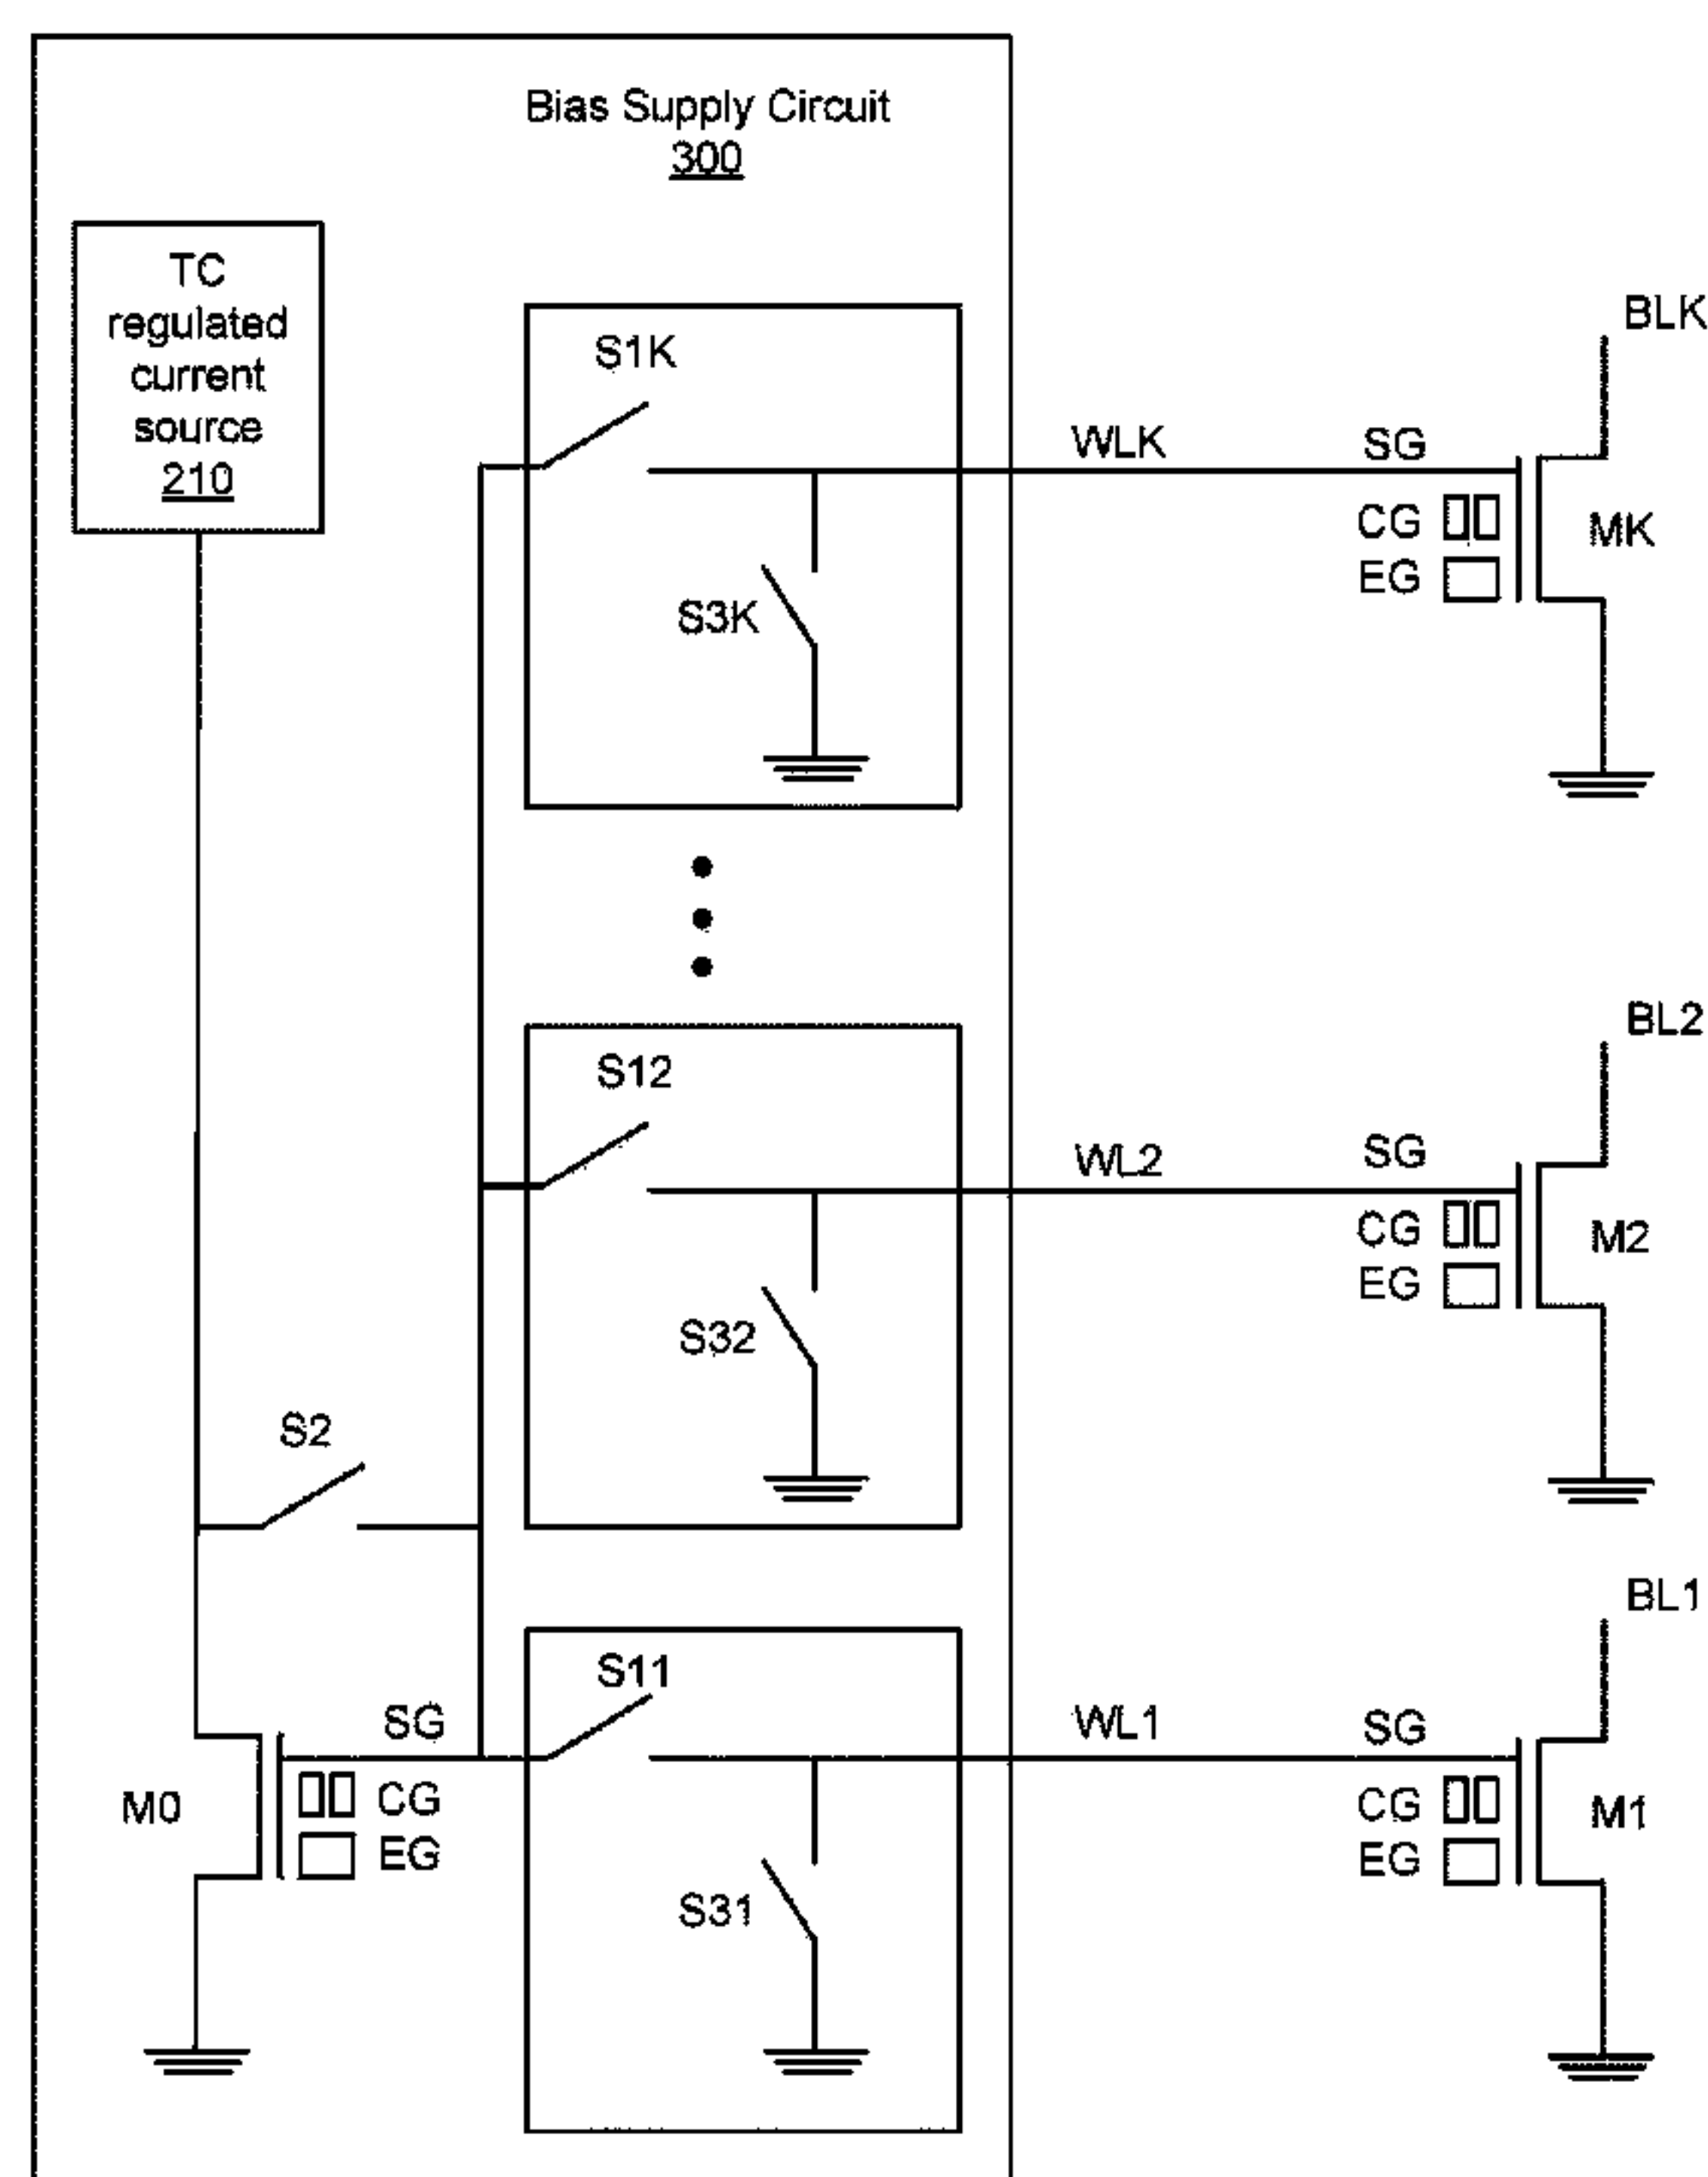 Bias Supply Circuit
300
TC
regulated
current
source
210
S1K
S3K
WLK
SG
CG
EG
BLK
MK
S12
S32
WL2
SG
CG
EG
BL2
M2
S2
S11
S31
SG
CG
EG
M0
WL1
SG
CG
EG
BL1
M1